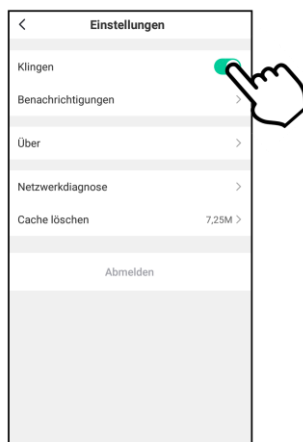 Einstellungen
Klingen
Benachrichtigungen
Über
Netzwerkdiagnose
Cache löschen 7,25M
Abmelden